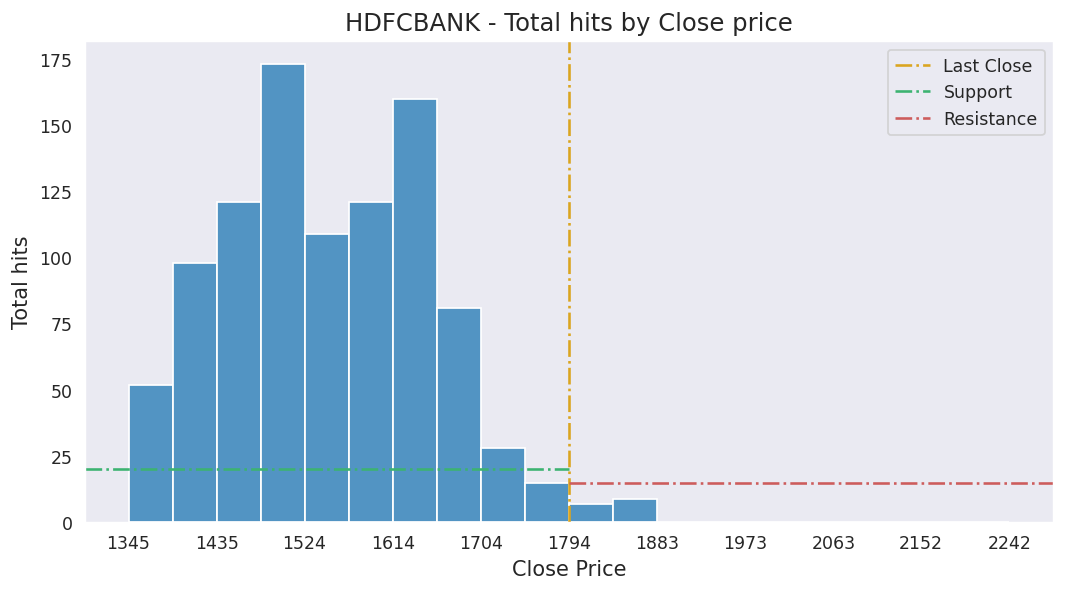 HDFCBANK - Total hits by Close price
Last Close
Support
Resistance
Total hits
175
150
125
100
75
50
25
0
1345 1435 1524 1614 1704 1794 1883 1973 2063 2152 2242
Close Price